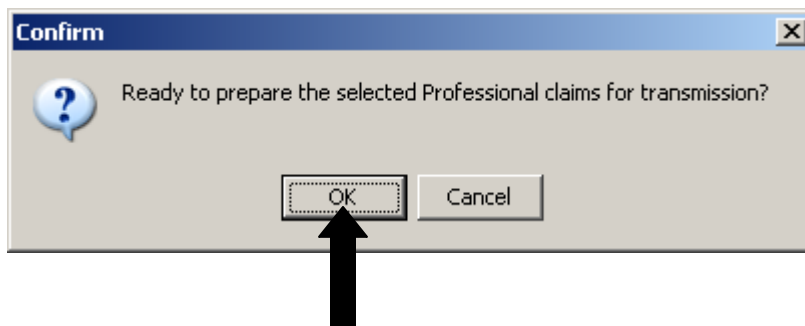 Confirm
Ready to prepare the selected Professional claims for transmission?
OK
Cancel